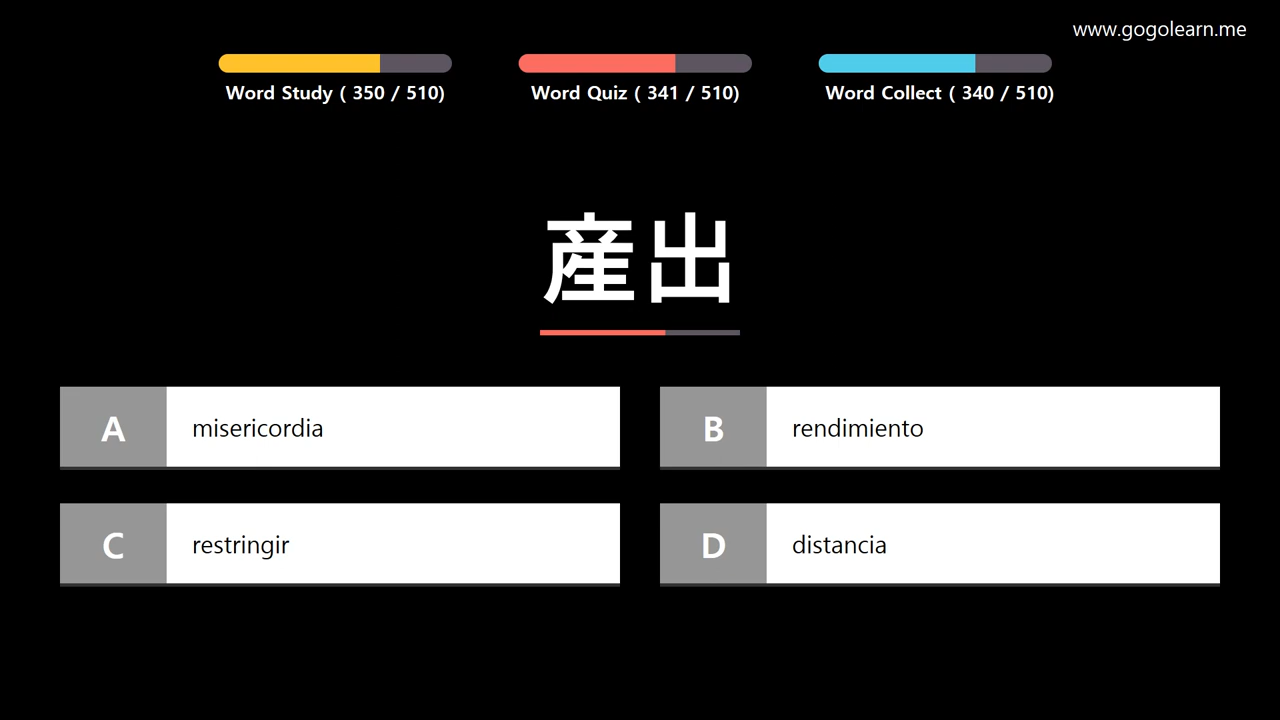 www.gogolearn.me
Word Study ( 350 / 510)
Word Quiz ( 341 / 510)
Word Collect ( 340 / 510)
産出
A misericordia
B rendimiento
C restringir
D distancia